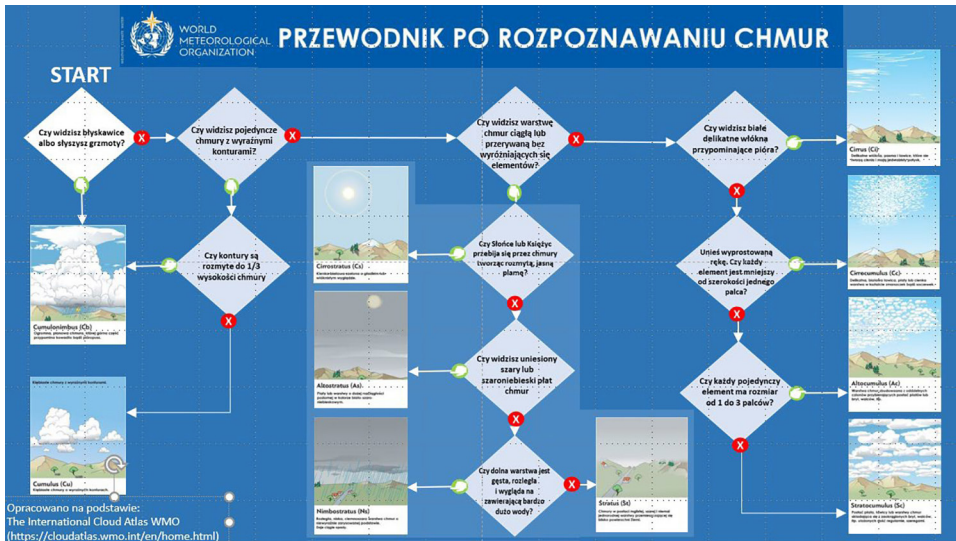 WORLD
METEOROLOGICAL
ORGANIZATION
PRZEWODNIK PO ROZPOZNAWANIU CHMUR
START
Czy widzisz błyskawice
albo słyszysz grzmoty?
X
Czy widzisz pojedyncze
chmury z wyraźnymi
konturami?
X
Czy widzisz warstwę
chmur ciągłą lub
przerywaną bez
wyróżniających się
elementów?
X
Czy widzisz białe
delikatne włókna
przypominające pióra?
X
Cirrus (Ci)
Czy kontury są
rozmyte do 1/3
wysokości chmury
X
Cumulonimbus (Cb)
Cirrostratus (Cs)
Czy Słońce lub Księżyc
przebija się przez chmury
tworząc rozmytą, jasną
plamę?
X
Unieś wyprostowaną
rękę. Czy każdy
element jest mniejszy
od szerokości jednego
palca?
X
Cirrocumulus (Cc)
Altostratus (As)
Czy widzisz uniesiony
szary lub
szaroniebieski płat
chmur
X
Czy każdy pojedynczy
element ma rozmiar
od 1 do 3 palców?
X
Altocumulus (Ac)
Cumulus (Cu)
Nimbostratus (Ns)
Czy dolna warstwa jest
gęsta, rozległa
i wygląda na
zawierającą bardzo
dużo wody?
X
Stratus (St)
Stratocumulus (Sc)
Opracowano na podstawie:
The International Cloud Atlas WMO
(https://cloudatlas.wmo.int/en/home.html)